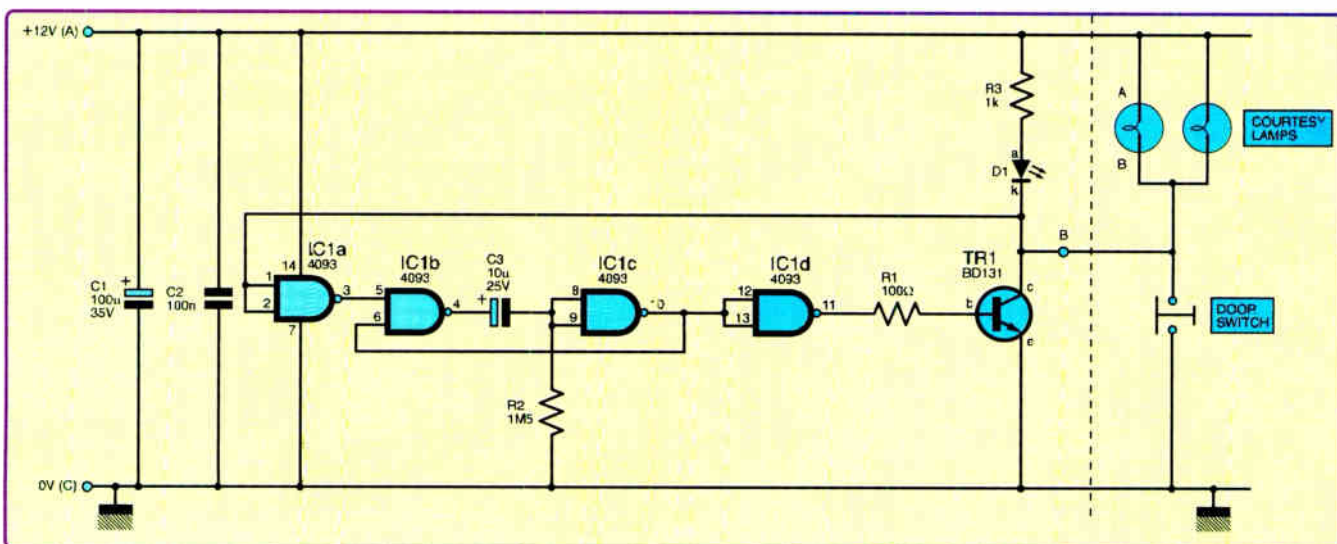 +12V (A)
R3
1k
A
B
COURTESY
LAMPS
a
D1
k
B
IC1a
4093
IC1b
4093
C3
10u
25V
IC1c
4093
IC1d
4093
TR1
BD131
C1
100u
35V
+
C2
100n
1
2
14
3
7
5
6
4
+
8
9
10
12
13
11
R1
100Ω
b
c
e
DOOR
SWITCH
R2
1M5
0V (C)